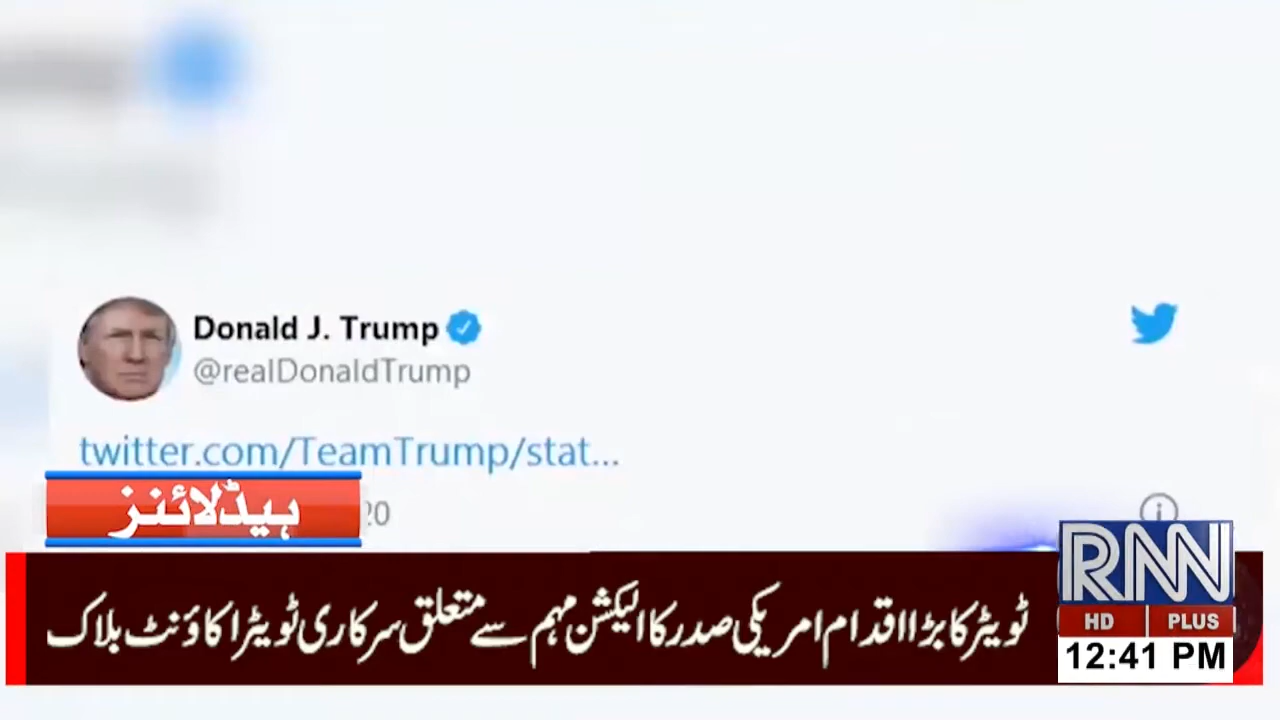 Donald J. Trump
@realDonaldTrump
twitter.com/TeamTrump/stat...
20
ہیڈلائنز
ٹویٹر کا بڑا اقدام امریکی صدر کا الیکشن مہم سے متعلق سرکاری ٹویٹر اکاؤنٹ بلاک
RNN
HD PLUS
12:41 PM